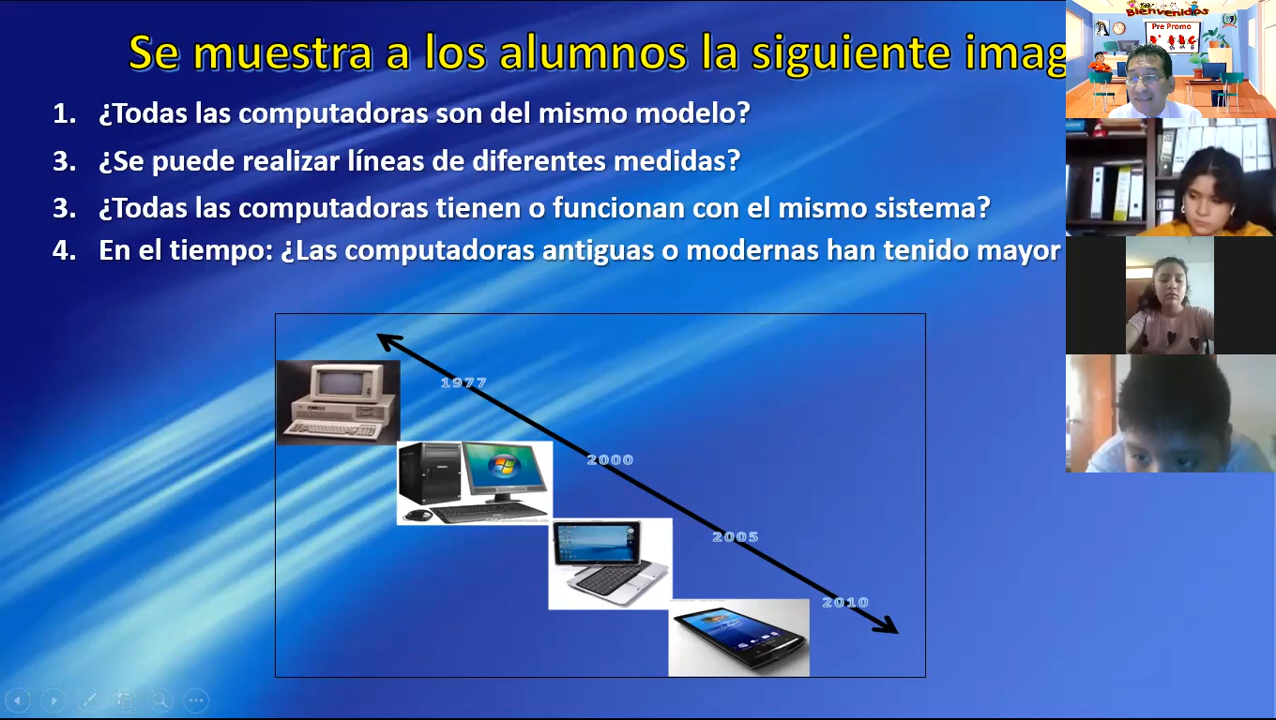 Se muestra a los alumnos la siguiente imag
1. ¿Todas las computadoras son del mismo modelo?
3. ¿Se puede realizar líneas de diferentes medidas?
3. ¿Todas las computadoras tienen o funcionan con el mismo sistema?
4. En el tiempo: ¿Las computadoras antiguas o modernas han tenido mayor
1977
2000
2005
2010
Bienvenidos
Pre Promo